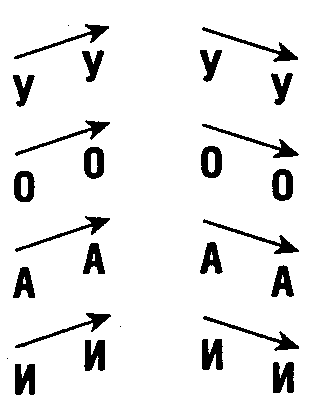 У У У У
О О О О
А А А А
И И И И